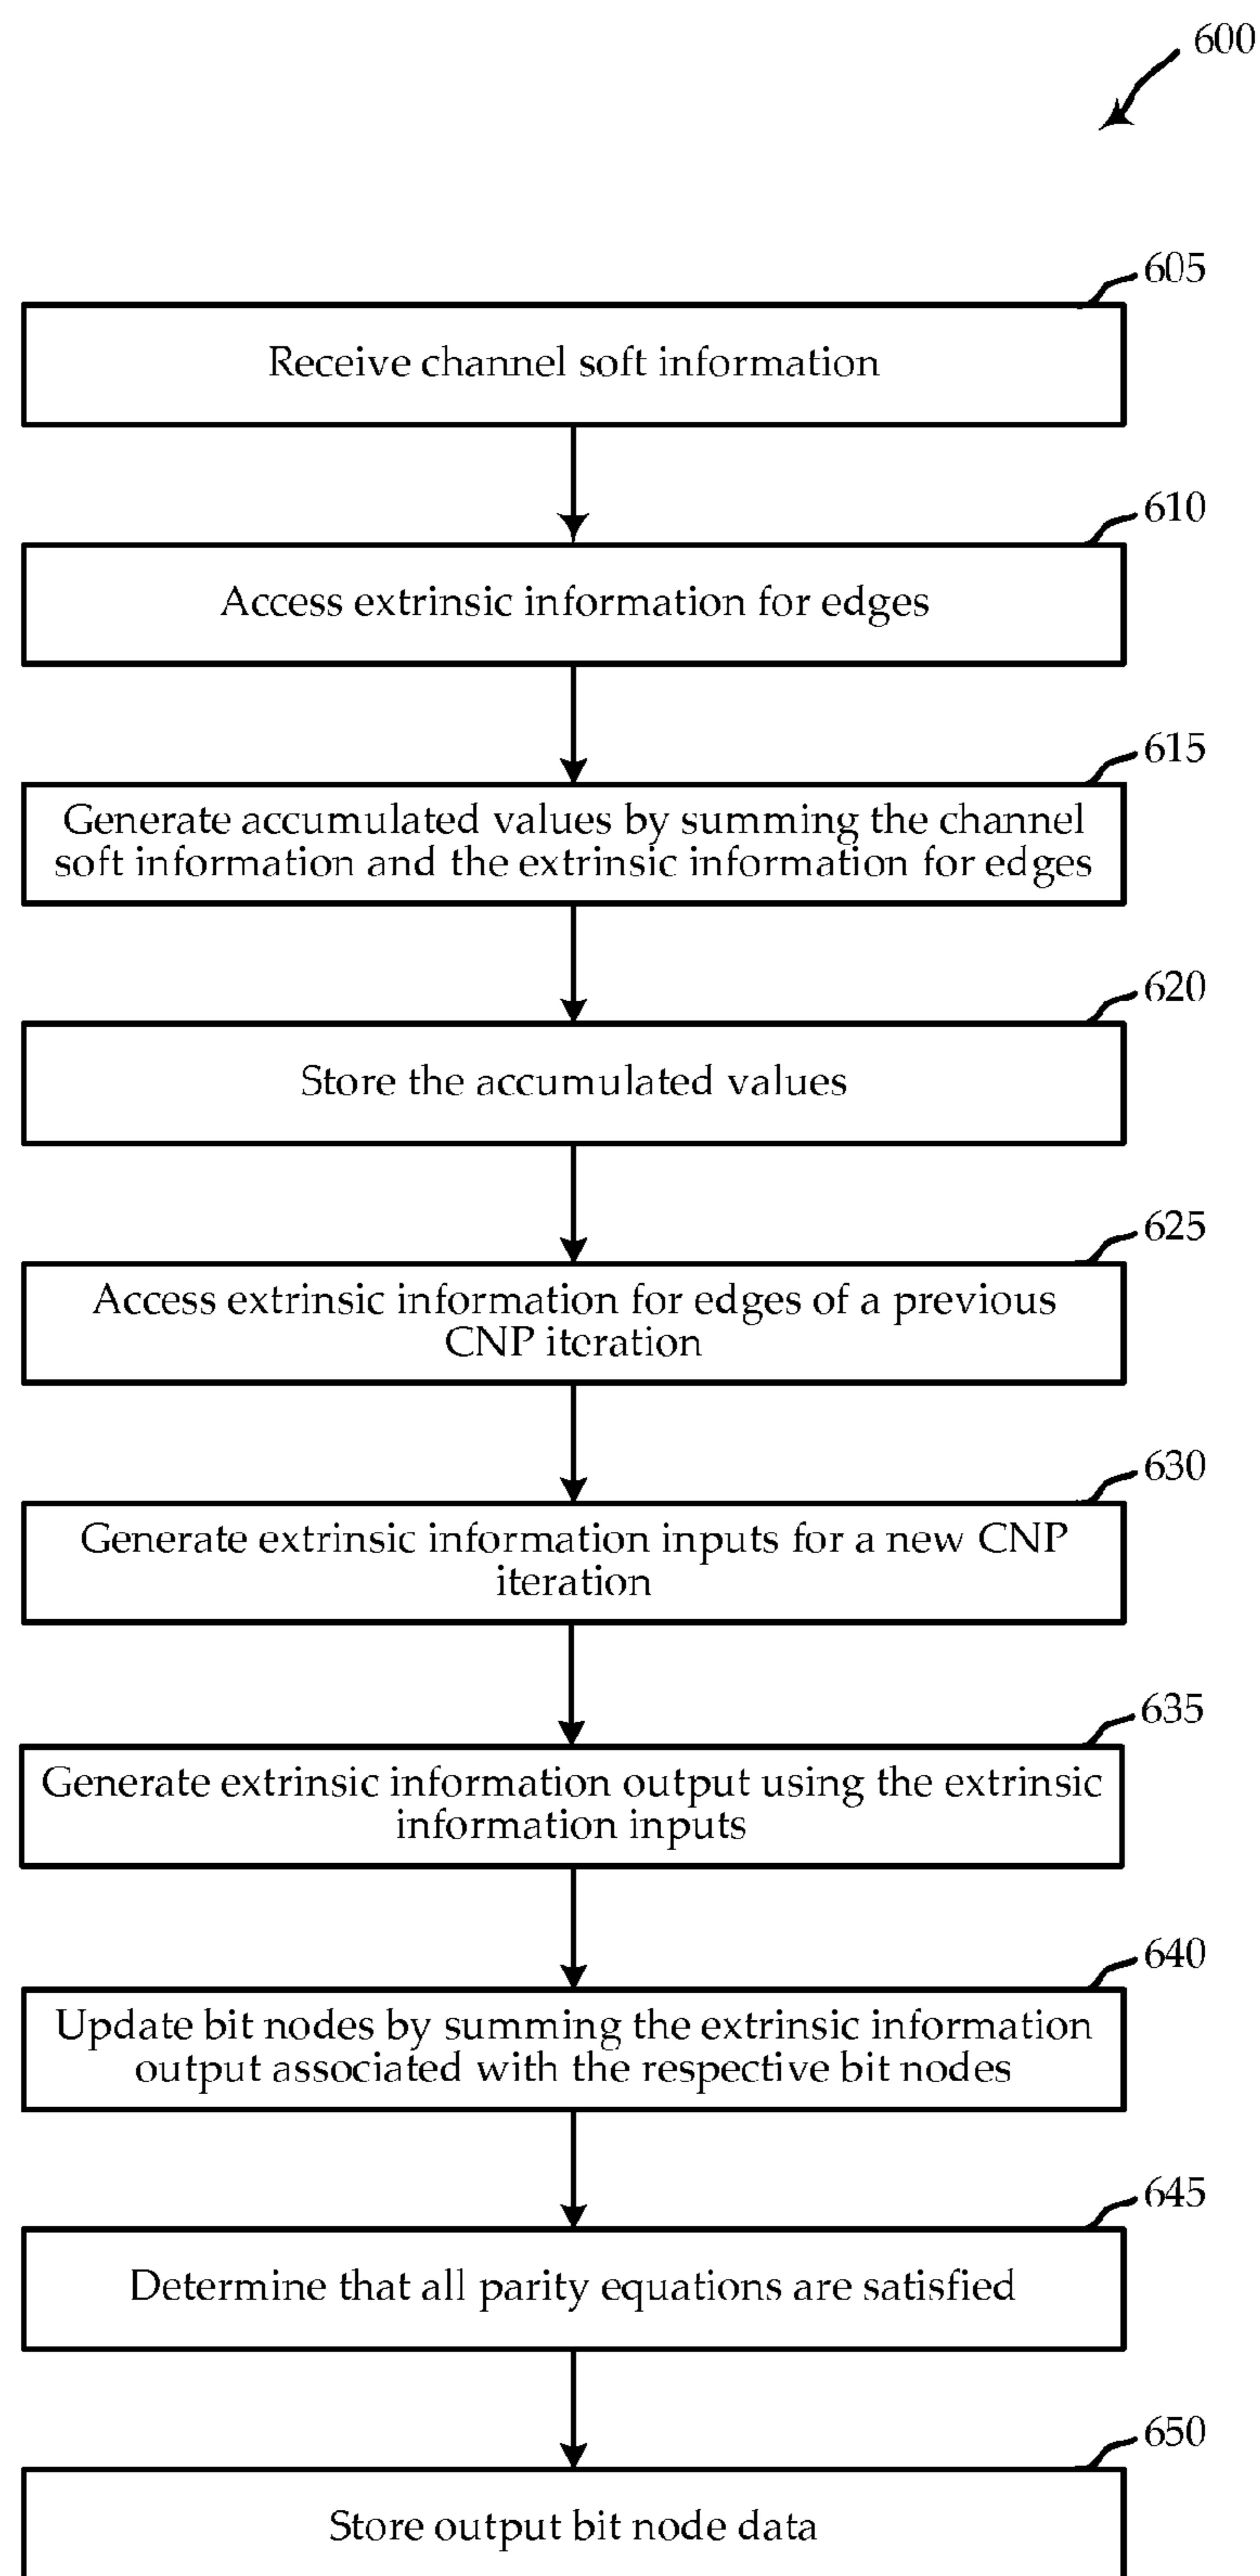 600
605
Receive channel soft information
610
Access extrinsic information for edges
615
Generate accumulated values by summing the channel
soft information and the extrinsic information for edges
620
Store the accumulated values
625
Access extrinsic information for edges of a previous
CNP iteration
630
Generate extrinsic information inputs for a new CNP
iteration
635
Generate extrinsic information output using the extrinsic
information inputs
640
Update bit nodes by summing the extrinsic information
output associated with the respective bit nodes
645
Determine that all parity equations are satisfied
650
Store output bit node data